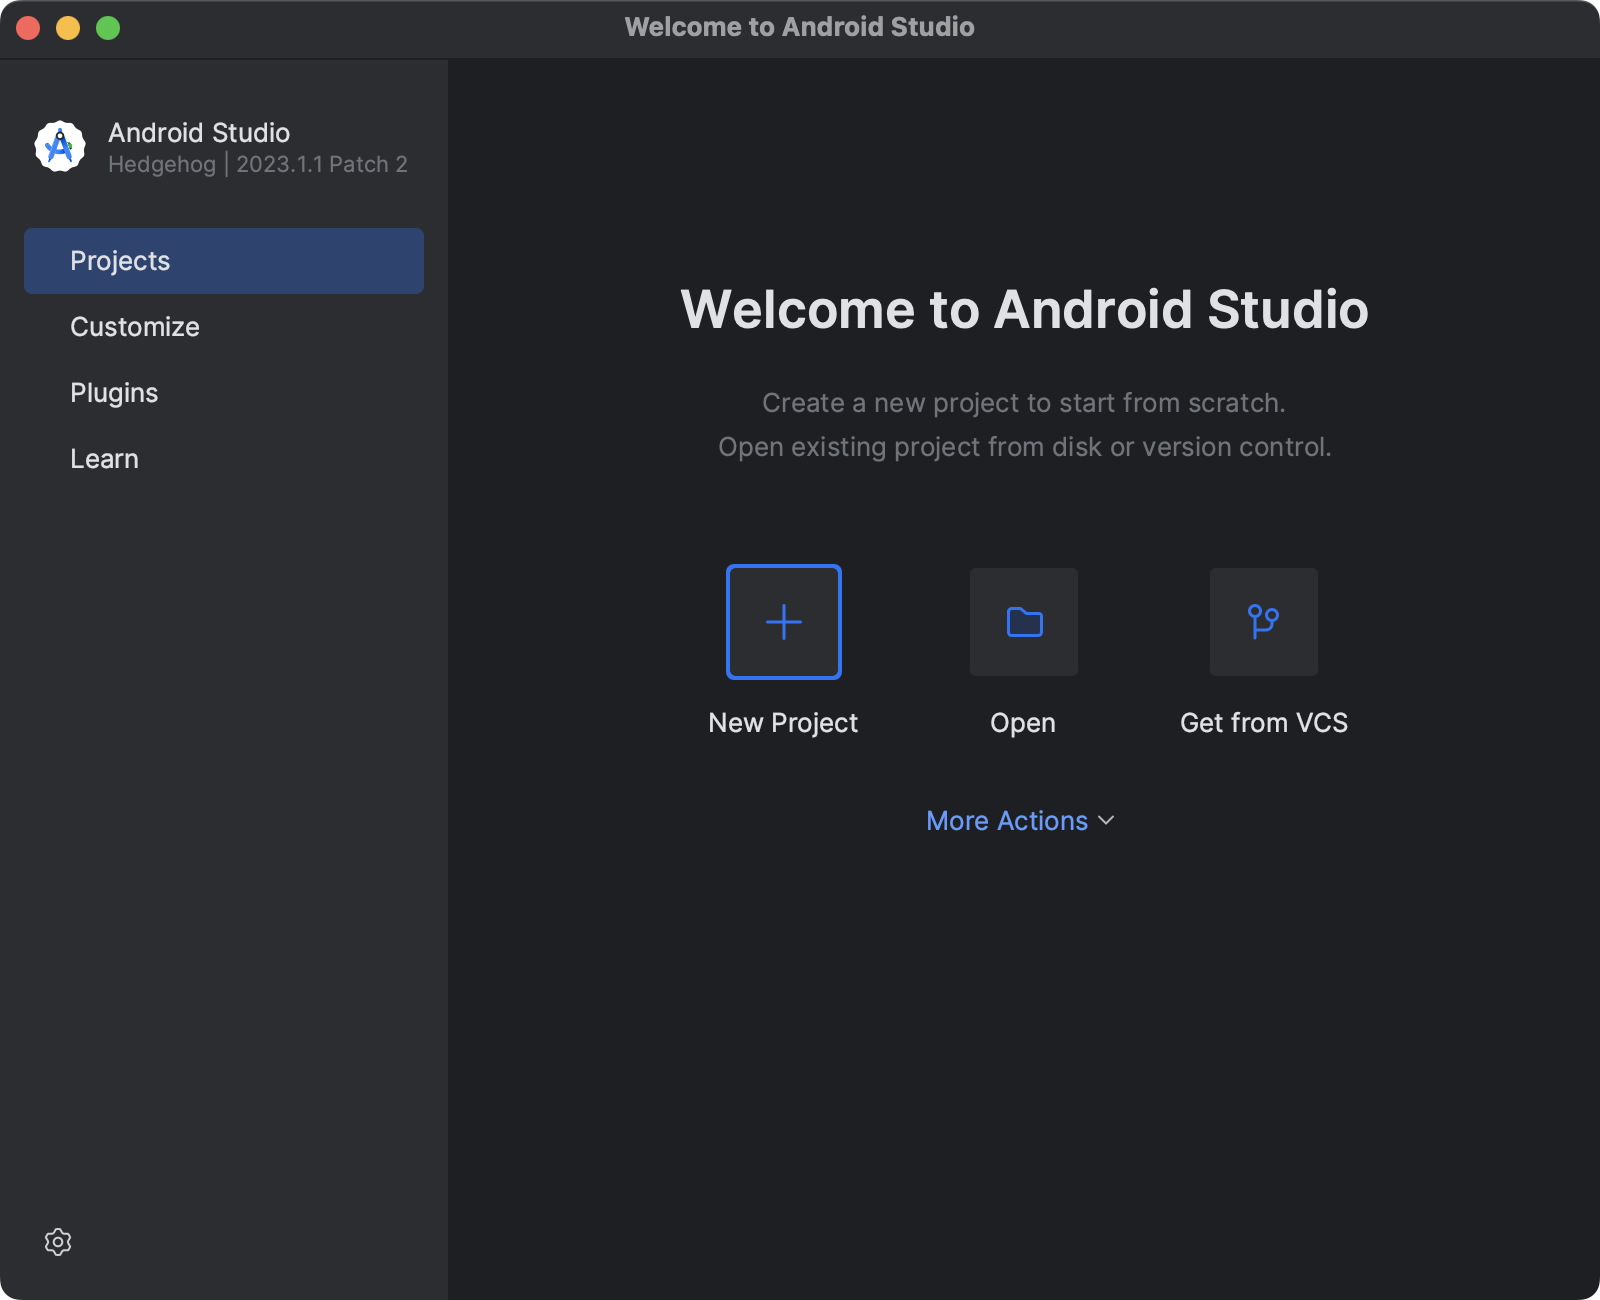 Welcome to Android Studio
Android Studio
Hedgehog | 2023.1.1 Patch 2
Projects
Customize
Plugins
Learn
Welcome to Android Studio
Create a new project to start from scratch.
Open existing project from disk or version control.
New Project
Open
Get from VCS
More Actions